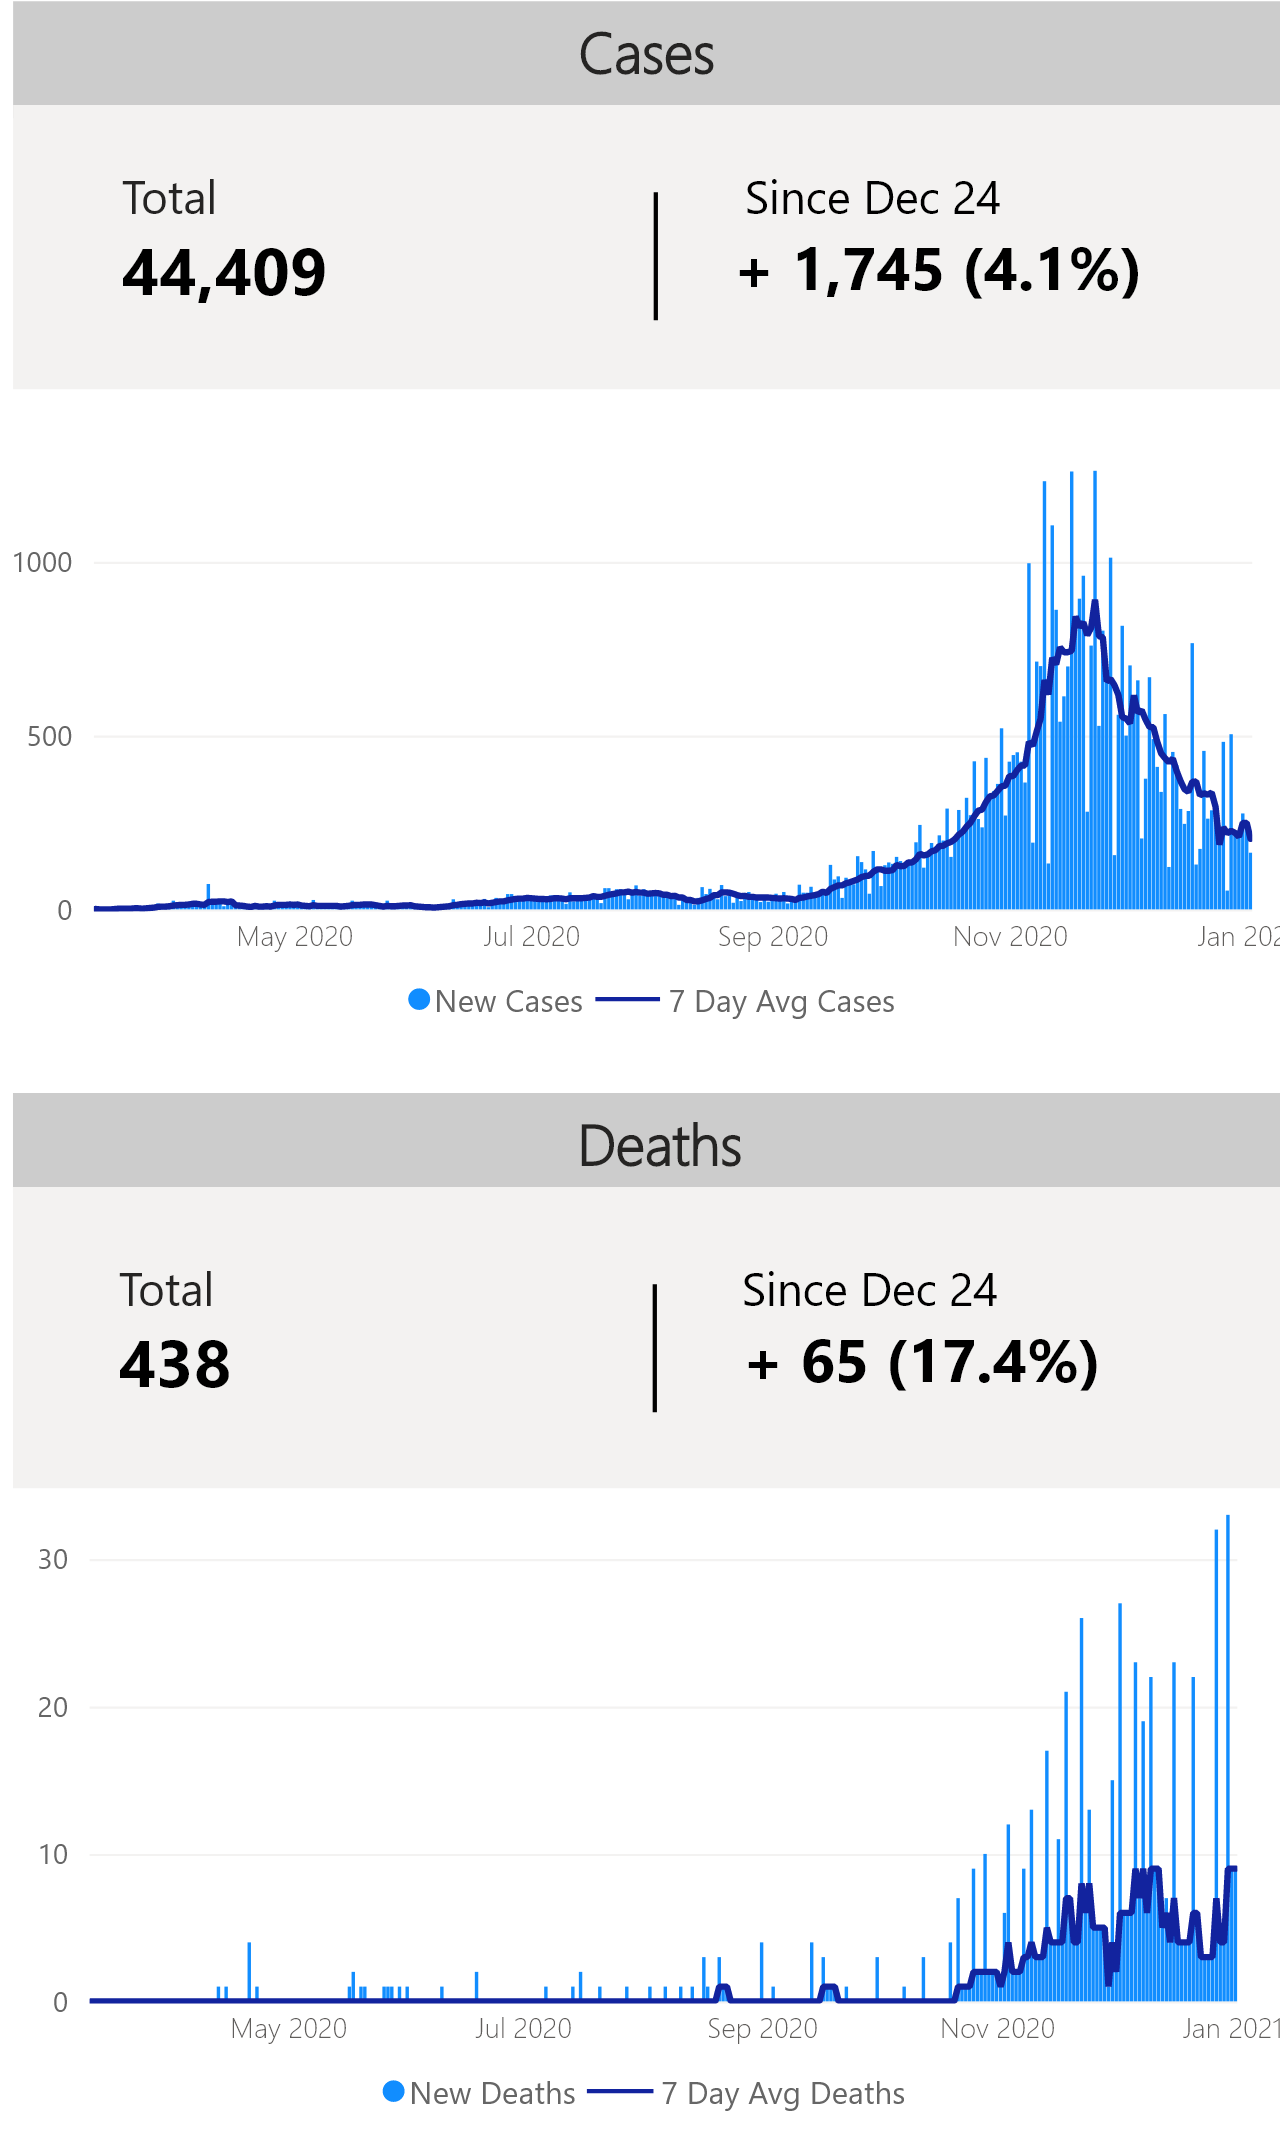 Cases
Total
Since Dec 24
44,409
+ 1,745 (4.1%)
1000
500
0
May 2020
Jul 2020
Sep 2020
Nov 2020
Jan 202
New Cases
7 Day Avg Cases
Deaths
Total
Since Dec 24
438
+ 65 (17.4%)
30
20
10
0
May 2020
Jul 2020
Sep 2020
Nov 2020
Jan 2021
New Deaths
7 Day Avg Deaths